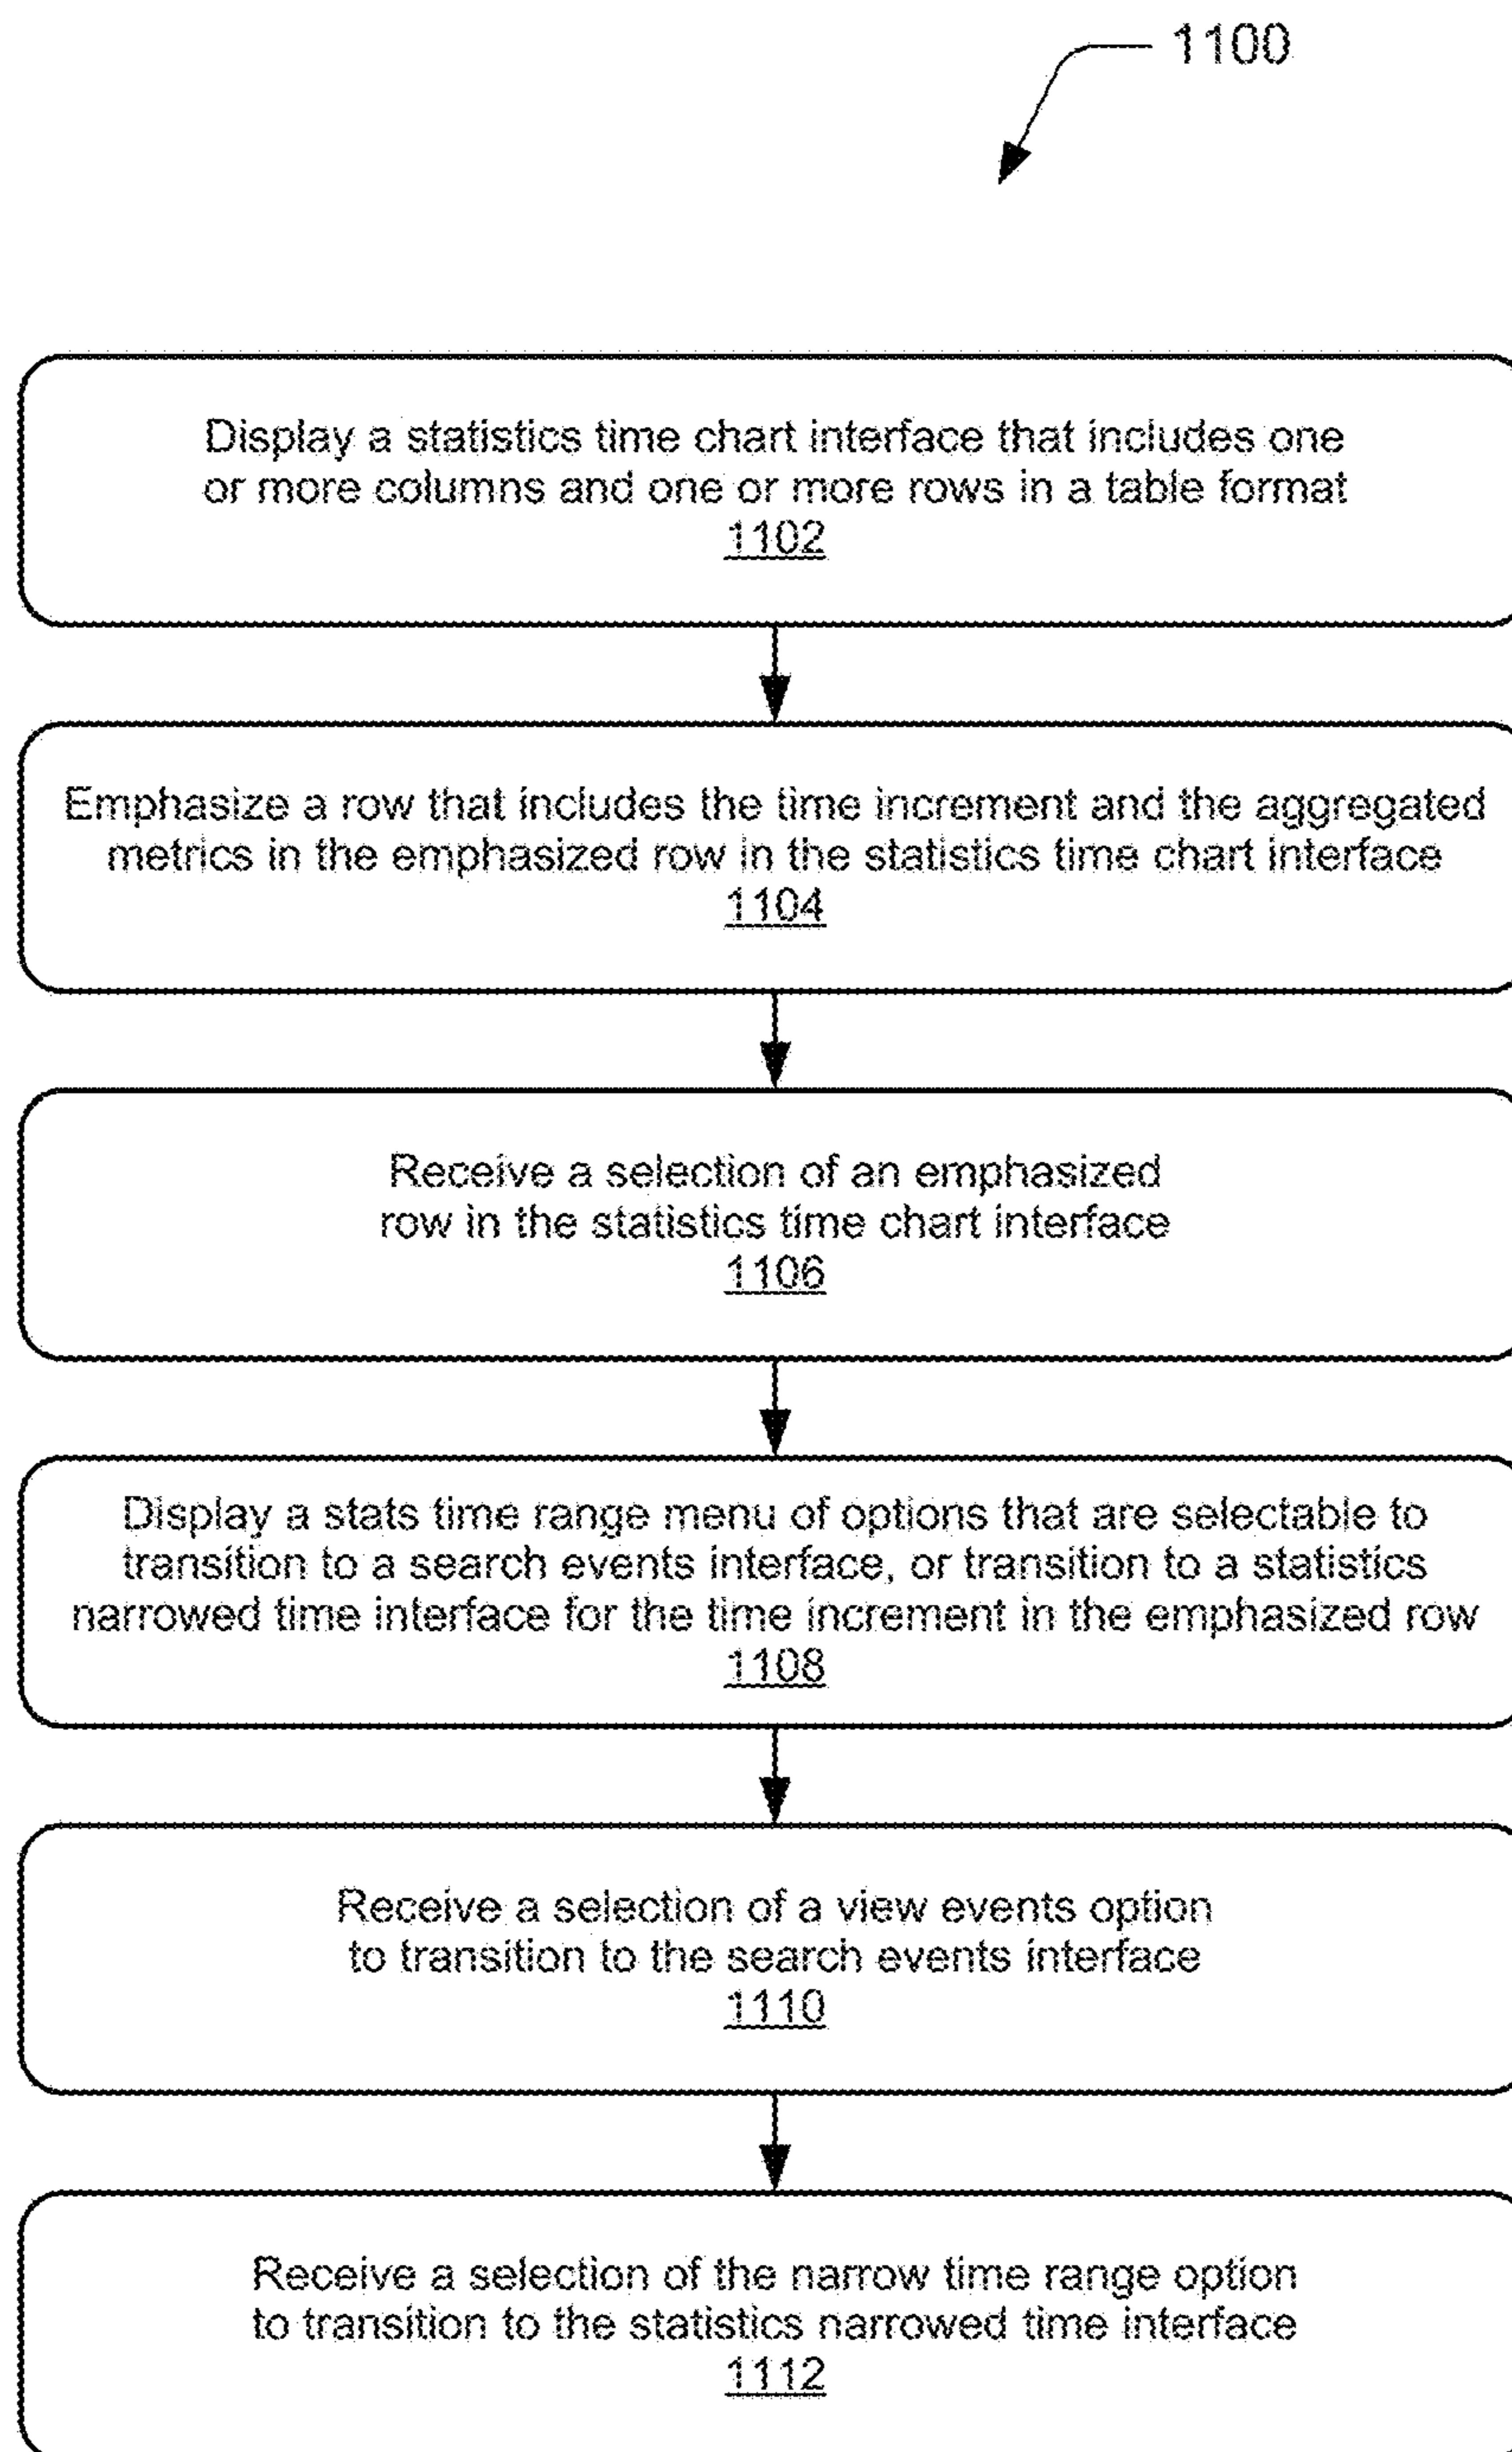 1100
Display a statistics time chart interface that includes one
or more columns and one or more rows in a table format
1102
Emphasize a row that includes the time increment and the aggregated
metrics in the emphasized row in the statistics time chart interface
1104
Receive a selection of an emphasized
row in the statistics time chart interface
1106
Display a stats time range menu of options that are selectable to
transition to a search events interface, or transition to a statistics
narrowed time interface for the time increment in the emphasized row
1108
Receive a selection of a view events option
to transition to the search events interface
1110
Receive a selection of the narrow time range option
to transition to the statistics narrowed time interface
1112